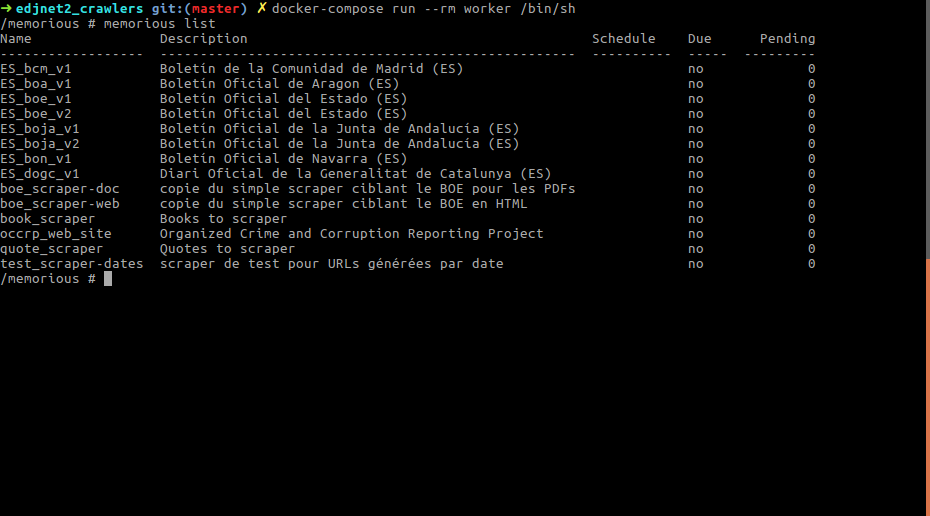 ➜ edjnet2_crawlers git:(master) ✗ docker-compose run --rm worker /bin/sh
/memorious # memorious list
Name                Description                                           Schedule    Due      Pending
------------------  ----------------------------------------------------  ----------  -----  ---------
ES_bcm_v1           Boletin de la Comunidad de Madrid (ES)                            no             0
ES_boa_v1           Boletin Oficial de Aragon (ES)                                    no             0
ES_boe_v1           Boletin Oficial del Estado (ES)                                   no             0
ES_boe_v2           Boletin Oficial del Estado (ES)                                   no             0
ES_boja_v1          Boletin Oficial de la Junta de Andalucía (ES)                     no             0
ES_boja_v2          Boletin Oficial de la Junta de Andalucía (ES)                     no             0
ES_bon_v1           Boletin Oficial de Navarra (ES)                                   no             0
ES_dogc_v1          Diari Oficial de la Generalitat de Catalunya (ES)                 no             0
boe_scraper-doc     copie du simple scraper ciblant le BOE pour les PDFs              no             0
boe_scraper-web     copie du simple scraper ciblant le BOE en HTML                    no             0
book_scraper        Books to scraper                                                  no             0
occrp_web_site      Organized Crime and Corruption Reporting Project                  no             0
quote_scraper       Quotes to scraper                                                 no             0
test_scraper-dates  scraper de test pour URLs générées par date                       no             0
/memorious #